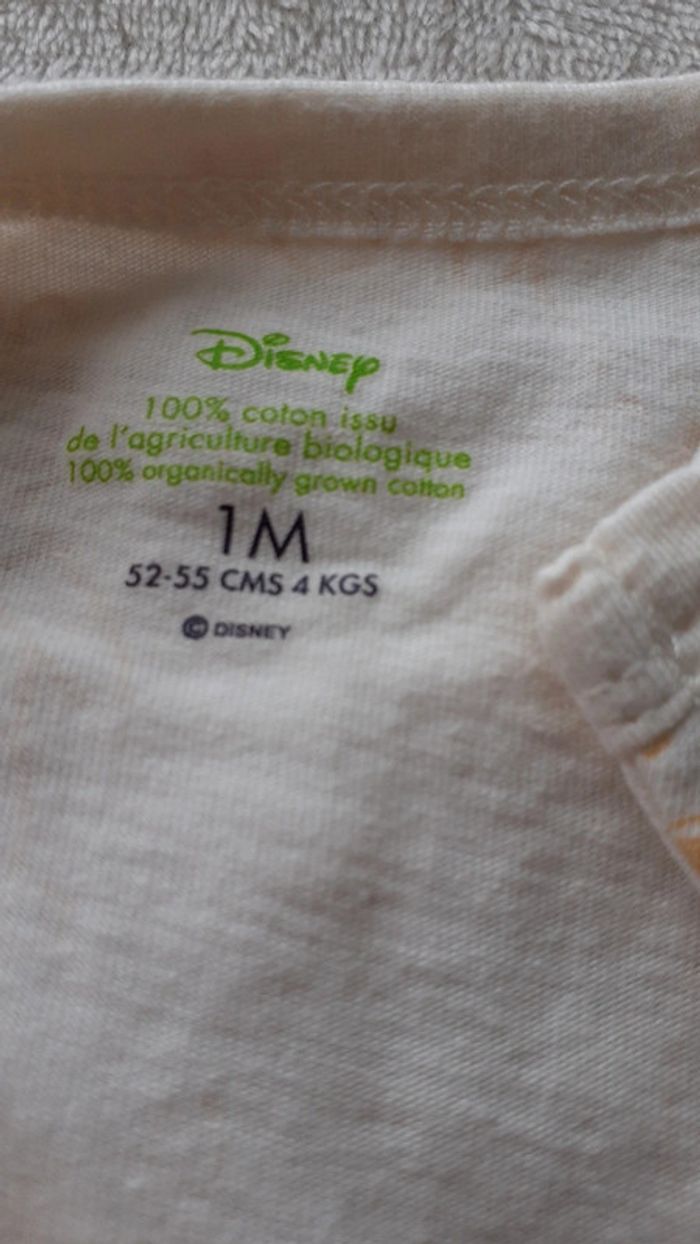 Disney
100% coton issu
de l'agriculture biologique
100% organically grown cotton
1M
52-55 CMS 4 KGS
© DISNEY